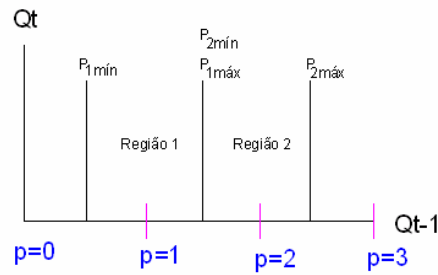 Qt
P2mín
P1mín
P1máx
P2máx
Região 1
Região 2
Qt-1
p=0
p=1
p=2
p=3